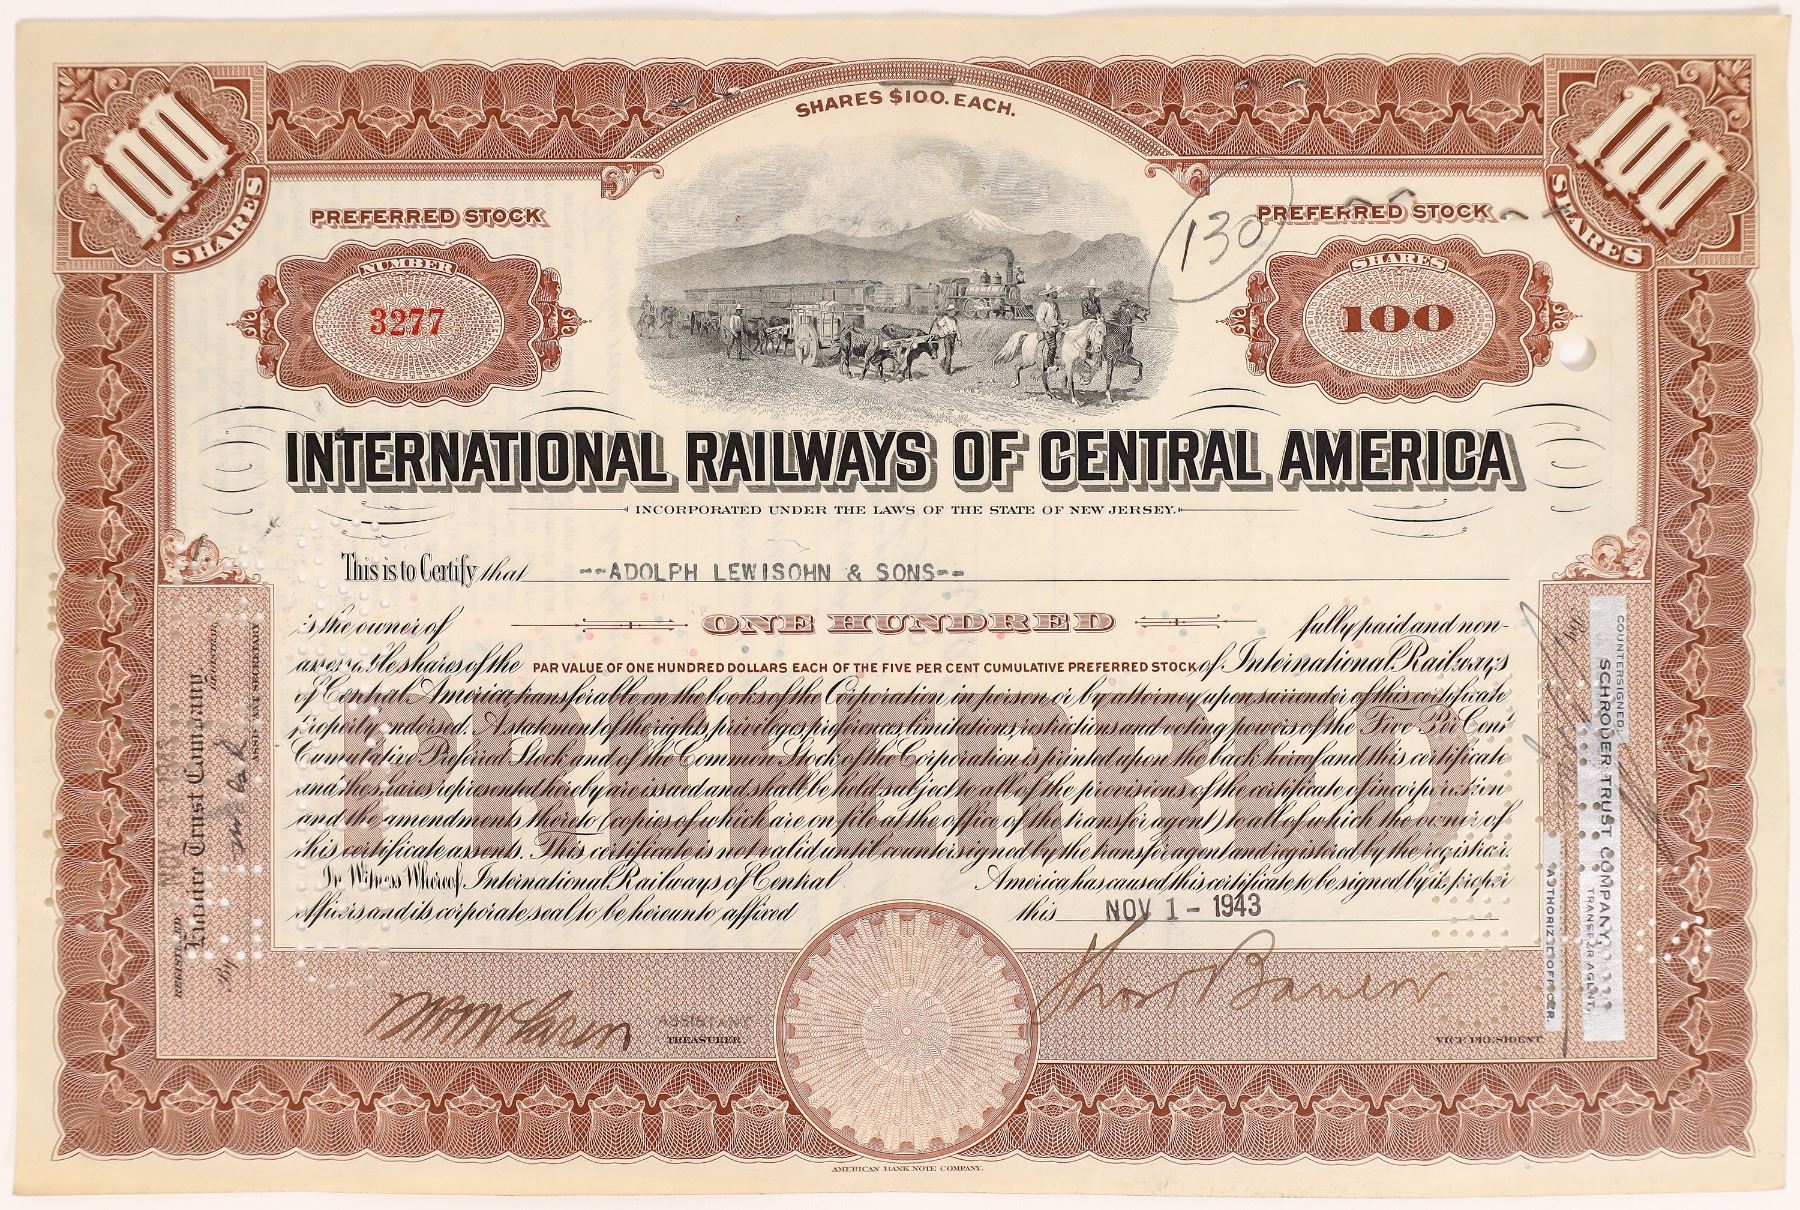 SHARES $100. EACH.
100 SHARES
100 SHARES
PREFERRED STOCK
PREFERRED STOCK
130
NUMBER
3277
SHARES
100
INTERNATIONAL RAILWAYS OF CENTRAL AMERICA
INCORPORATED UNDER THE LAWS OF THE STATE OF NEW JERSEY.
This is to Certify that --ADOLPH LEWISOHN & SONS--
is the owner of ONE HUNDRED fully paid and non-
assessable shares of the PAR VALUE OF ONE HUNDRED DOLLARS EACH OF THE FIVE PER CENT CUMULATIVE PREFERRED STOCK of International Railways
of Central America, transferable on the books of the Corporation in person or by attorney upon surrender of this certificate
properly endorsed. A statement of the rights, privileges, preferences, limitations, restrictions and voting powers of the Five Per Cent
Cumulative Preferred Stock and of the Common Stock of the Corporation is printed upon the back hereof and this certificate
and the shares represented hereby are issued and shall be held subject to all of the provisions of the certificate of incorporation
and the amendments thereto (copies of which are on file at the office of the transfer agent) to all of which the owner of
this certificate assents. This certificate is not valid until countersigned by the transfer agent and registered by the registrar.
In Witness Whereof, International Railways of Central America has caused this certificate to be signed by its proper
officers and its corporate seal to be hereunto affixed this NOV 1 - 1943
PREFERRED
ASSISTANT
TREASURER
VICE PRESIDENT
REGISTERED
Empire Trust Company,
REGISTRAR,
By
ASST. SECRETARY
COUNTERSIGNED,
SCHRODER TRUST COMPANY,
TRANSFER AGENT,
By
AUTHORIZED OFFICER.
AMERICAN BANK NOTE COMPANY.